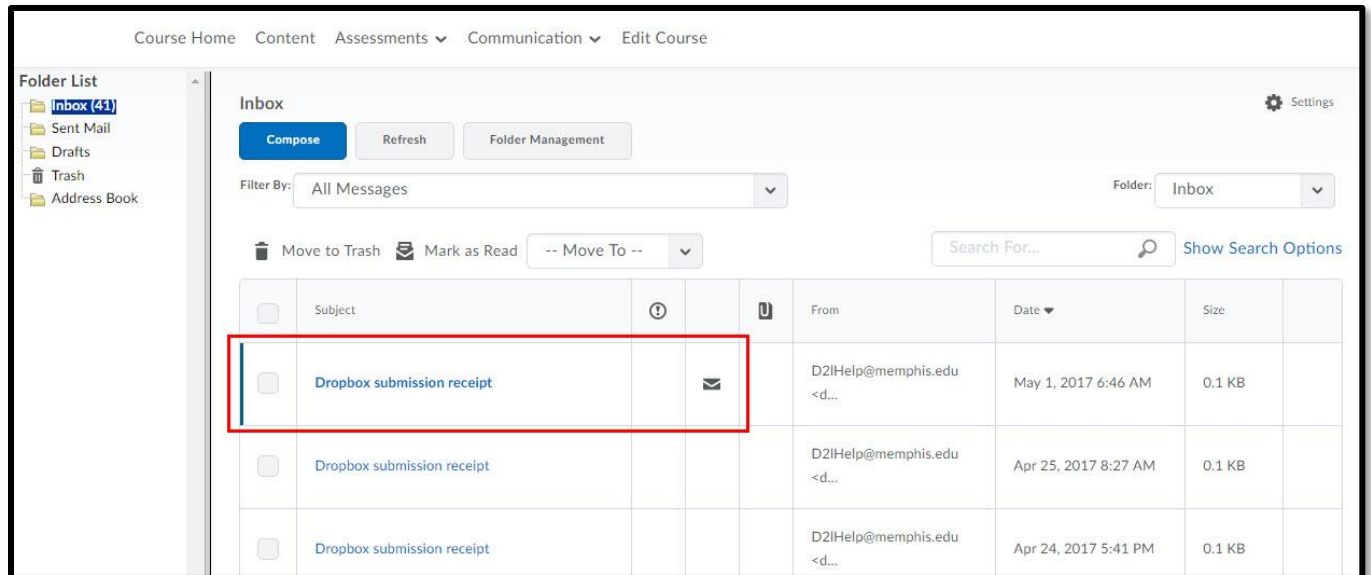 Course Home Content Assessments Communication Edit Course
Folder List
Inbox (41)
Sent Mail
Drafts
Trash
Address Book
Inbox
Settings
Compose Refresh Folder Management
Filter By: All Messages Folder: Inbox
Move to Trash Mark as Read -- Move To -- Search For... Show Search Options
Subject From Date Size
Dropbox submission receipt D2lHelp@memphis.edu <d... May 1, 2017 6:46 AM 0.1 KB
Dropbox submission receipt D2lHelp@memphis.edu <d... Apr 25, 2017 8:27 AM 0.1 KB
Dropbox submission receipt D2lHelp@memphis.edu <d... Apr 24, 2017 5:41 PM 0.1 KB